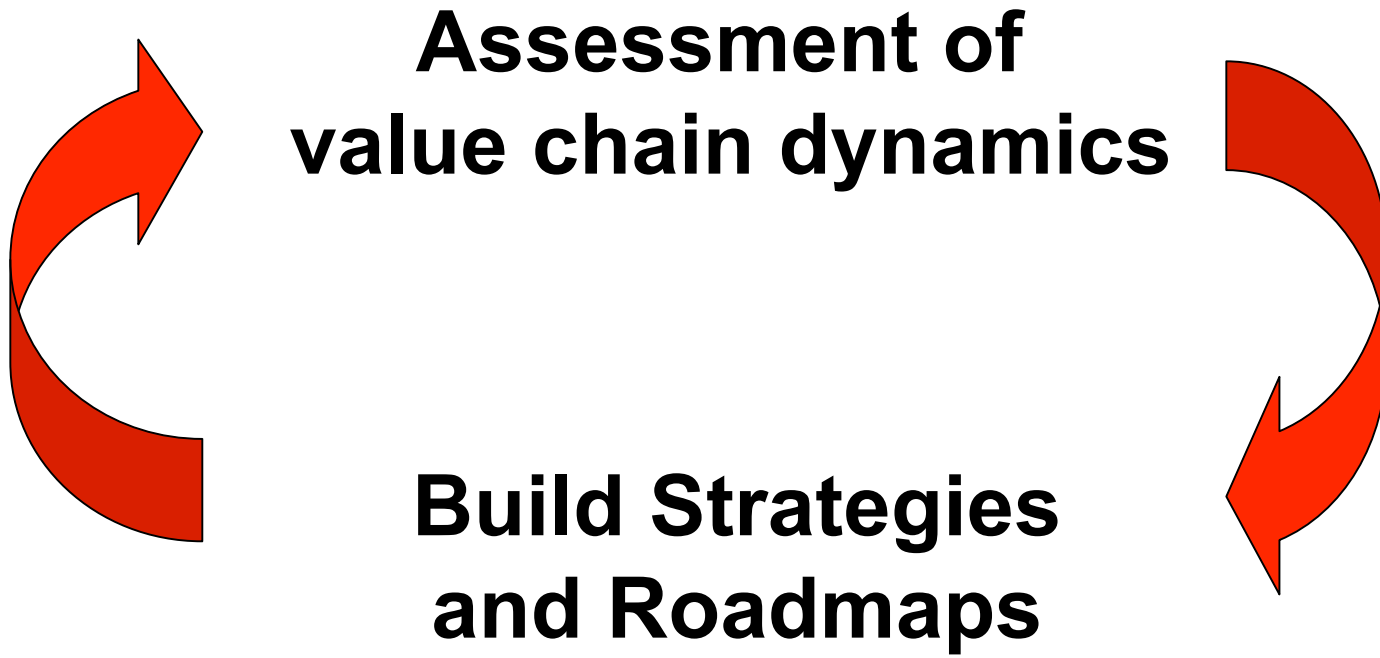 Assessment of
value chain dynamics
Build Strategies
and Roadmaps